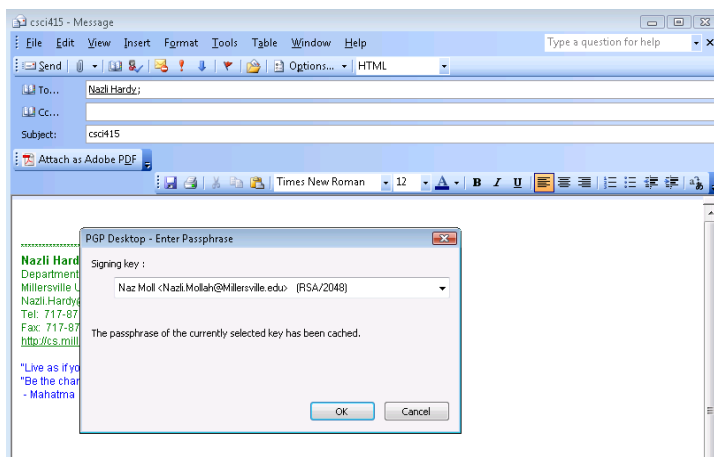 csci415 - Message
File Edit View Insert Format Tools Table Window Help Type a question for help
Send Options... HTML
To... Nazli Hardy;
Cc...
Subject: csci415
Attach as Adobe PDF
Times New Roman 12 A B I U
PGP Desktop - Enter Passphrase
Signing key :
Naz Moll <Nazli.Mollah@Millersville.edu> (RSA/2048)
The passphrase of the currently selected key has been cached.
OK Cancel
Nazli Hard
Department
Millersville U
Nazli.Hardy@
Tel: 717-87
Fax: 717-87
http://cs.mill
"Live as if yo
"Be the char
- Mahatma